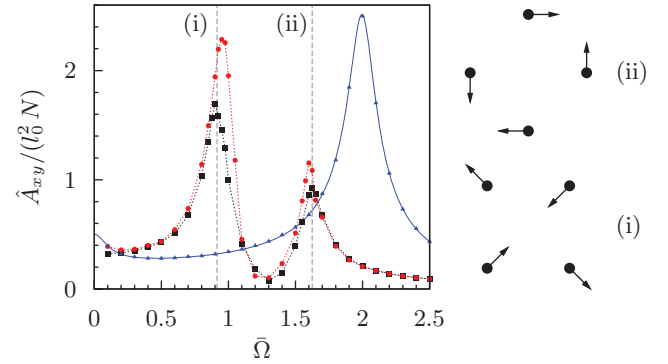 (i) (ii)
2
1
0
0 0.5 1 1.5 2 2.5
Â_{xy}/(l_0^2 N)
Ω̄
(ii)
(i)